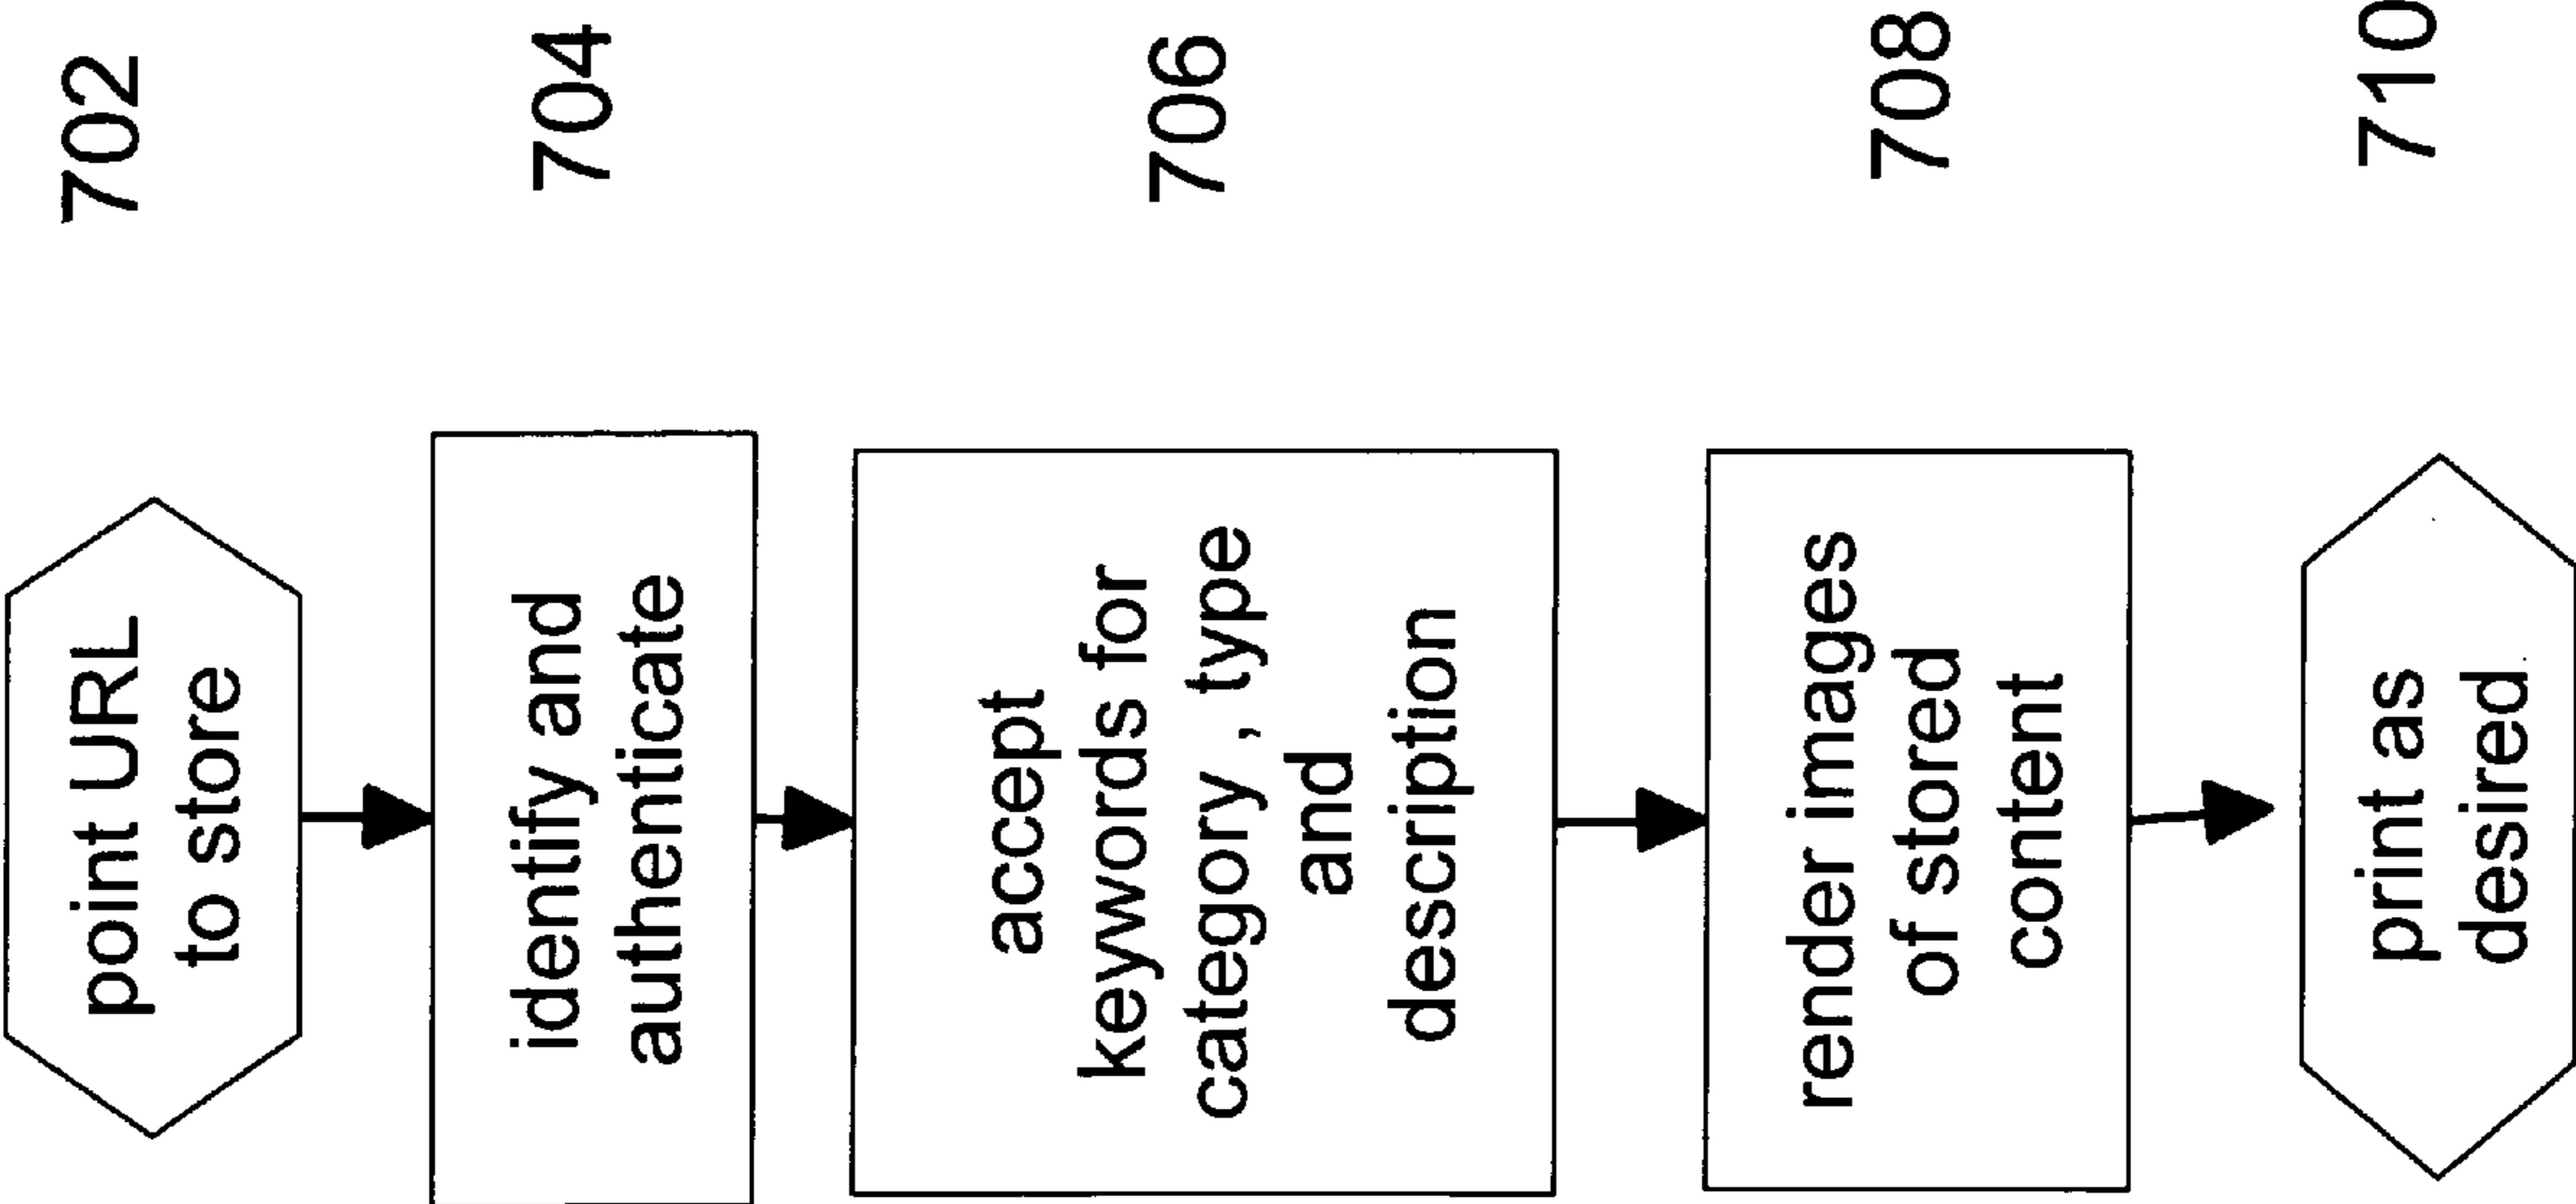 point URL
to store
702
identify and
authenticate
704
accept
keywords for
category , type
and
description
706
render images
of stored
content
708
print as
desired
710